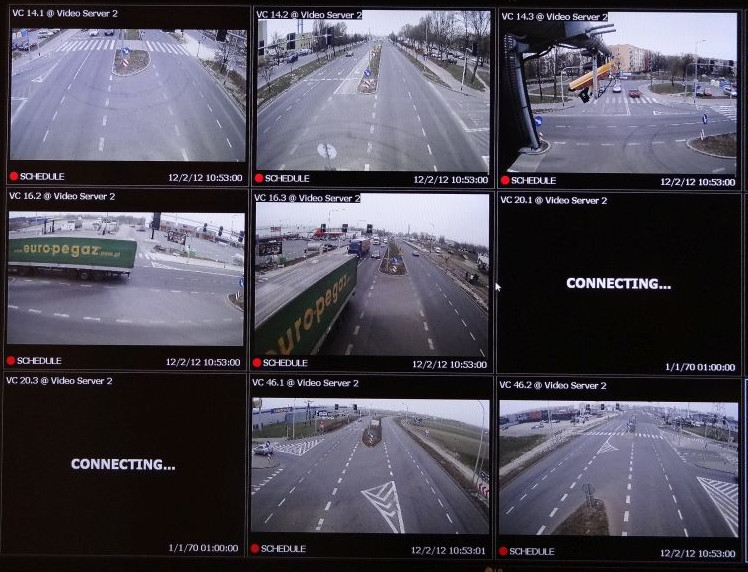 VC 14.1 @ Video Server 2
VC 14.2 @ Video Server 2
VC 14.3 @ Video Server 2
SCHEDULE 12/2/12 10:53:00
SCHEDULE 12/2/12 10:53:00
SCHEDULE 12/2/12 10:53:00
VC 16.2 @ Video Server 2
VC 16.3 @ Video Server 2
VC 20.1 @ Video Server 2
euro-pegaz
euro-pegaz
CONNECTING...
SCHEDULE 12/2/12 10:53:00
SCHEDULE 12/2/12 10:53:00
1/1/70 01:00:00
VC 20.3 @ Video Server 2
VC 46.1 @ Video Server 2
VC 46.2 @ Video Server 2
CONNECTING...
1/1/70 01:00:00
SCHEDULE 12/2/12 10:53:01
SCHEDULE 12/2/12 10:53:00